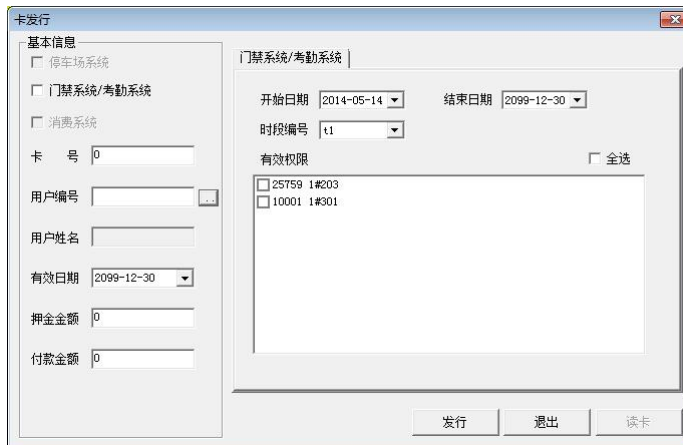 卡发行
基本信息
停车场系统
门禁系统/考勤系统
消费系统
卡 号 0
用户编号 ..
用户姓名
有效日期 2099-12-30
押金金额 0
付款金额 0
门禁系统/考勤系统
开始日期 2014-05-14 结束日期 2099-12-30
时段编号 t1
有效权限 全选
25759 1#203
10001 1#301
发行 退出 读卡